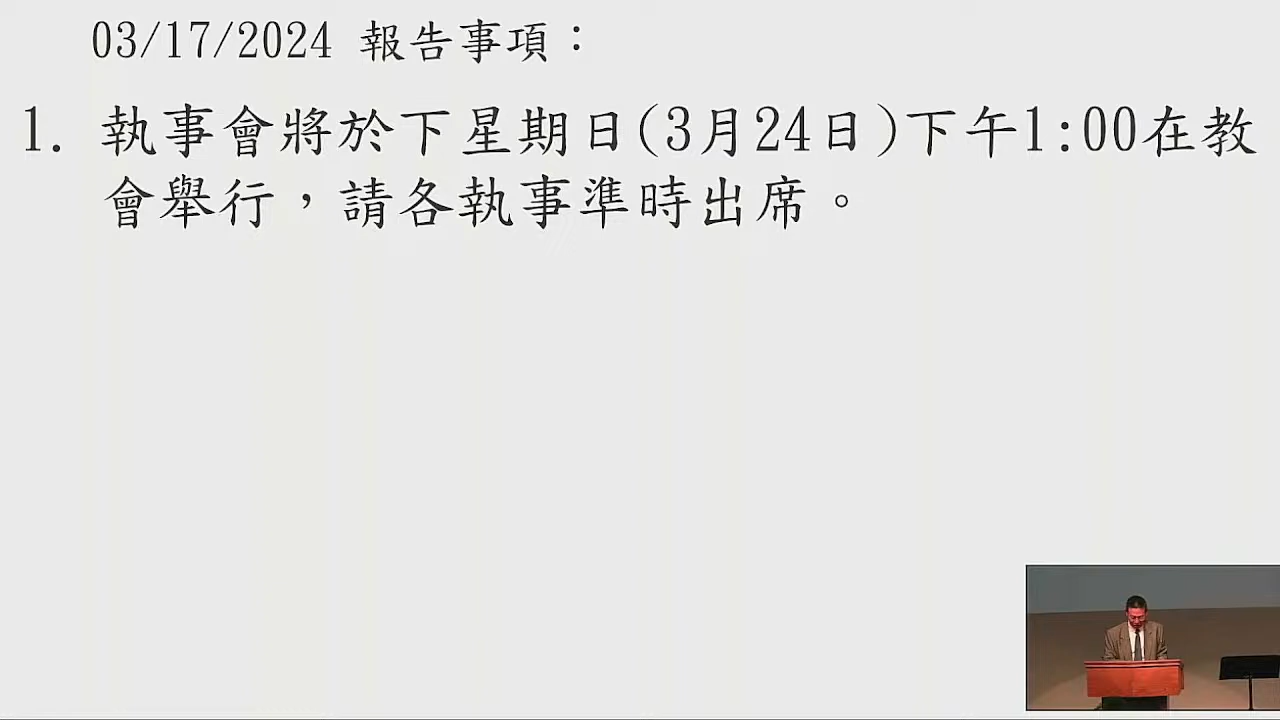 03/17/2024 報告事項：
1. 執事會將於下星期日(3月24日)下午1:00在教
會舉行，請各執事準時出席。